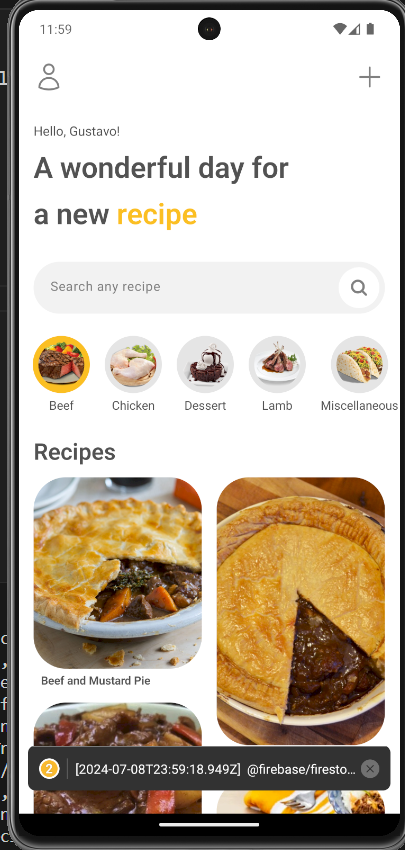 11:59
Hello, Gustavo!
A wonderful day for
a new recipe
Search any recipe
Beef
Chicken
Dessert
Lamb
Miscellaneous
Recipes
Beef and Mustard Pie
2 [2024-07-08T23:59:18.949Z] @firebase/firesto...